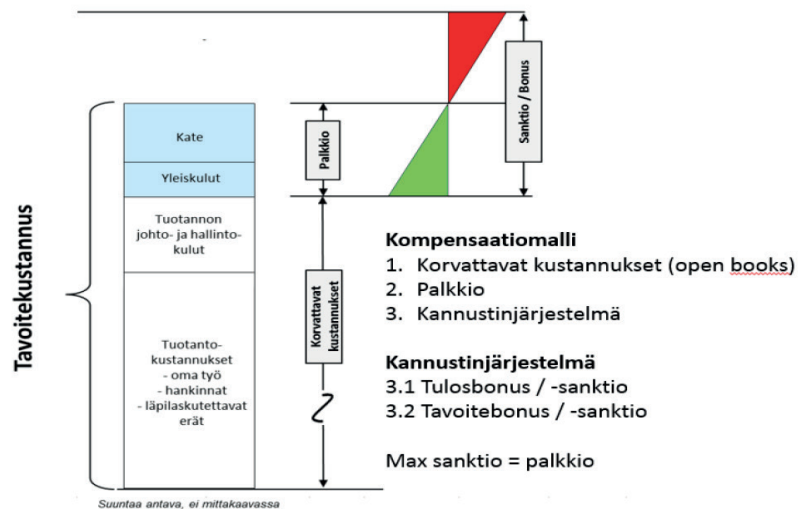 Tavoitekustannus
Kate
Yleiskulut
Tuotannon
johto- ja hallinto-
kulut
Tuotanto-
kustannukset
- oma työ
- hankinnat
- läpilaskutettavat
erät
Palkkio
Korvattavat
kustannukset
Sanktio / Bonus
Kompensaatiomalli
1. Korvattavat kustannukset (open books)
2. Palkkio
3. Kannustinjärjestelmä
Kannustinjärjestelmä
3.1 Tulosbonus / -sanktio
3.2 Tavoitebonus / -sanktio
Max sanktio = palkkio
Suuntaa antava, ei mittakaavassa